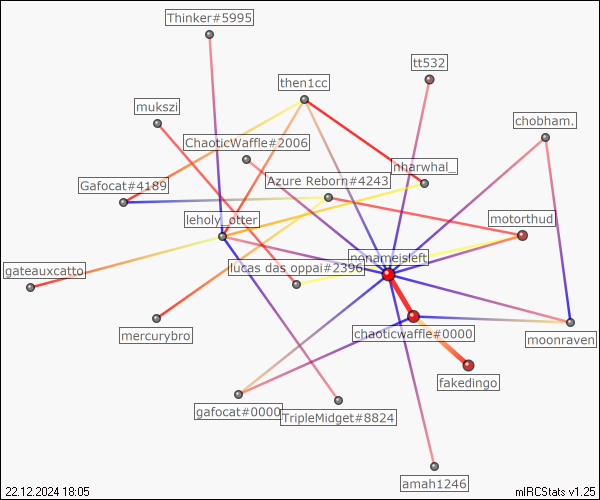 Thinker#5995
tt532
then1cc
mukszi
chobham.
ChaoticWaffle#2006
nharwhal_
Azure Reborn#4243
Gafocat#4189
leholy_otter
motorthud_
nonameisleft
lucas das oppai#2396
gateauxcatto
mercurybro
chaoticwaffle#0000
moonraven
fakedingo
gafocat#0000
TripleMidget#8824
amah1246
22.12.2024 18:05
mIRCStats v1.25